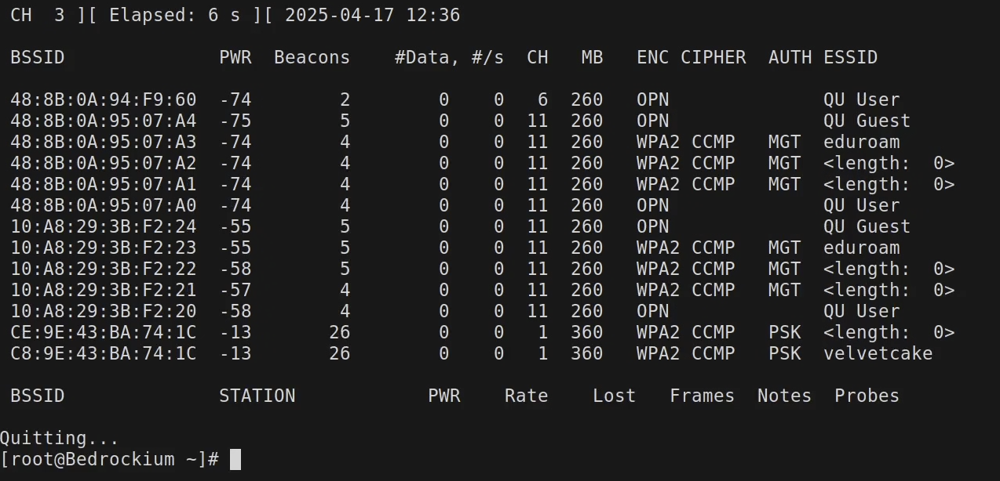 CH  3 ][ Elapsed: 6 s ][ 2025-04-17 12:36
BSSID              PWR  Beacons    #Data, #/s  CH   MB   ENC CIPHER  AUTH ESSID
48:8B:0A:94:F9:60  -74        2        0    0   6  260   OPN              QU User
48:8B:0A:95:07:A4  -75        5        0    0  11  260   OPN              QU Guest
48:8B:0A:95:07:A3  -74        4        0    0  11  260   WPA2 CCMP   MGT  eduroam
48:8B:0A:95:07:A2  -74        4        0    0  11  260   WPA2 CCMP   MGT  <length:  0>
48:8B:0A:95:07:A1  -74        4        0    0  11  260   WPA2 CCMP   MGT  <length:  0>
48:8B:0A:95:07:A0  -74        4        0    0  11  260   OPN              QU User
10:A8:29:3B:F2:24  -55        5        0    0  11  260   OPN              QU Guest
10:A8:29:3B:F2:23  -55        5        0    0  11  260   WPA2 CCMP   MGT  eduroam
10:A8:29:3B:F2:22  -58        5        0    0  11  260   WPA2 CCMP   MGT  <length:  0>
10:A8:29:3B:F2:21  -57        4        0    0  11  260   WPA2 CCMP   MGT  <length:  0>
10:A8:29:3B:F2:20  -58        4        0    0  11  260   OPN              QU User
CE:9E:43:BA:74:1C  -13       26        0    0   1  360   WPA2 CCMP   PSK  <length:  0>
C8:9E:43:BA:74:1C  -13       26        0    0   1  360   WPA2 CCMP   PSK  velvetcake
BSSID              STATION            PWR    Rate    Lost   Frames  Notes  Probes
Quitting...
[root@Bedrockium ~]#